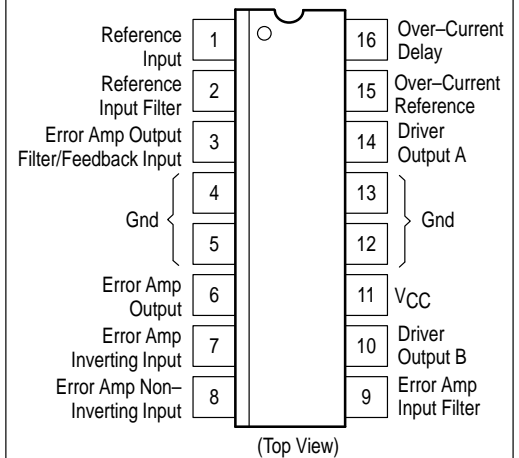 Reference
Input
1
Reference
Input Filter
2
Error Amp Output
Filter/Feedback Input
3
4
Gnd
5
Error Amp
Output
6
Error Amp
Inverting Input
7
Error Amp Non–
Inverting Input
8
16
Over–Current
Delay
15
Over–Current
Reference
14
Driver
Output A
13
Gnd
12
11
VCC
10
Driver
Output B
9
Error Amp
Input Filter
(Top View)